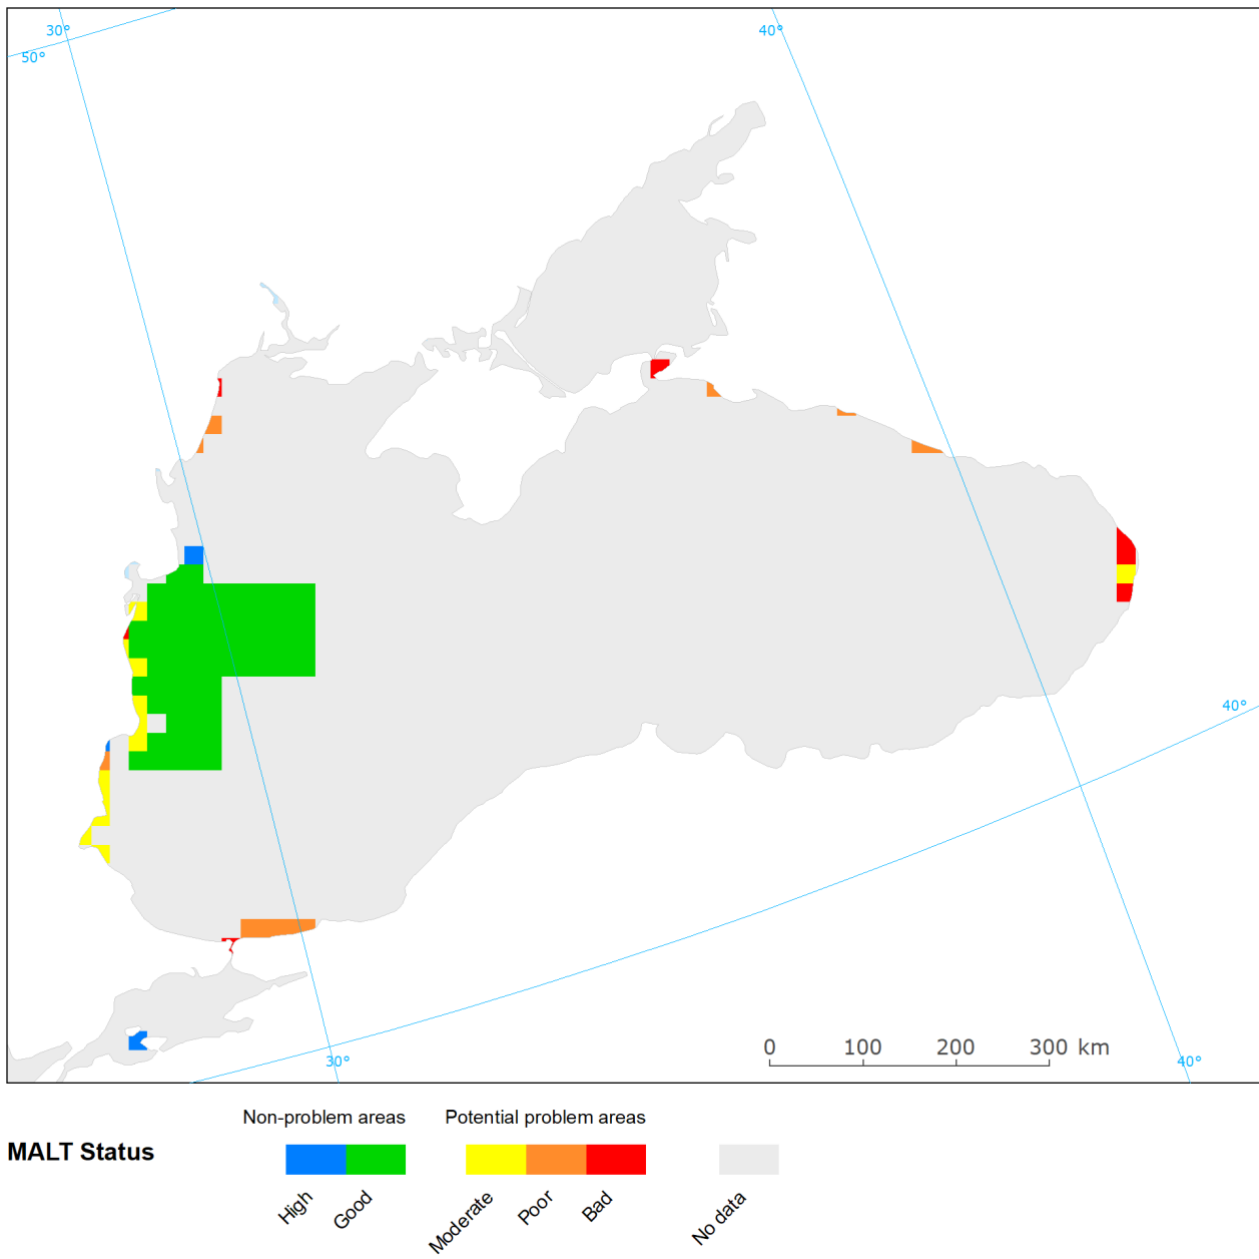 30°
40°
50°
40°
0 100 200 300 km
30°
40°
Non-problem areas Potential problem areas
MALT Status
High Good Moderate Poor Bad No data